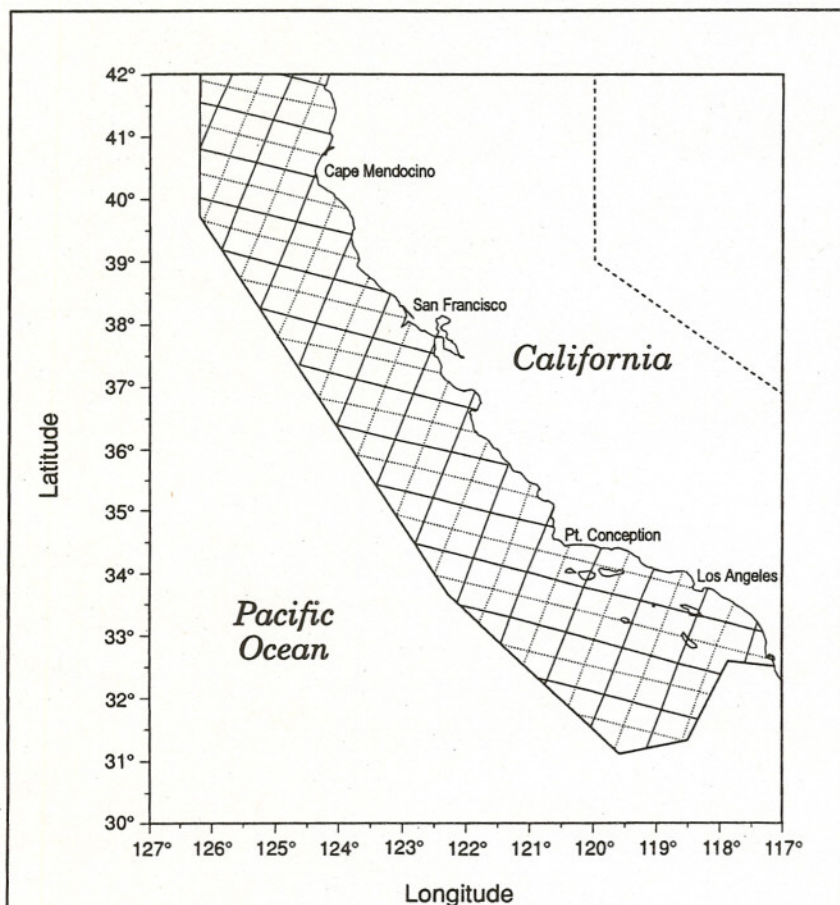 42°
41°
40°
39°
38°
37°
36°
35°
34°
33°
32°
31°
30°
Latitude
Cape Mendocino
San Francisco
California
Pt. Conception
Los Angeles
Pacific
Ocean
127° 126° 125° 124° 123° 122° 121° 120° 119° 118° 117°
Longitude